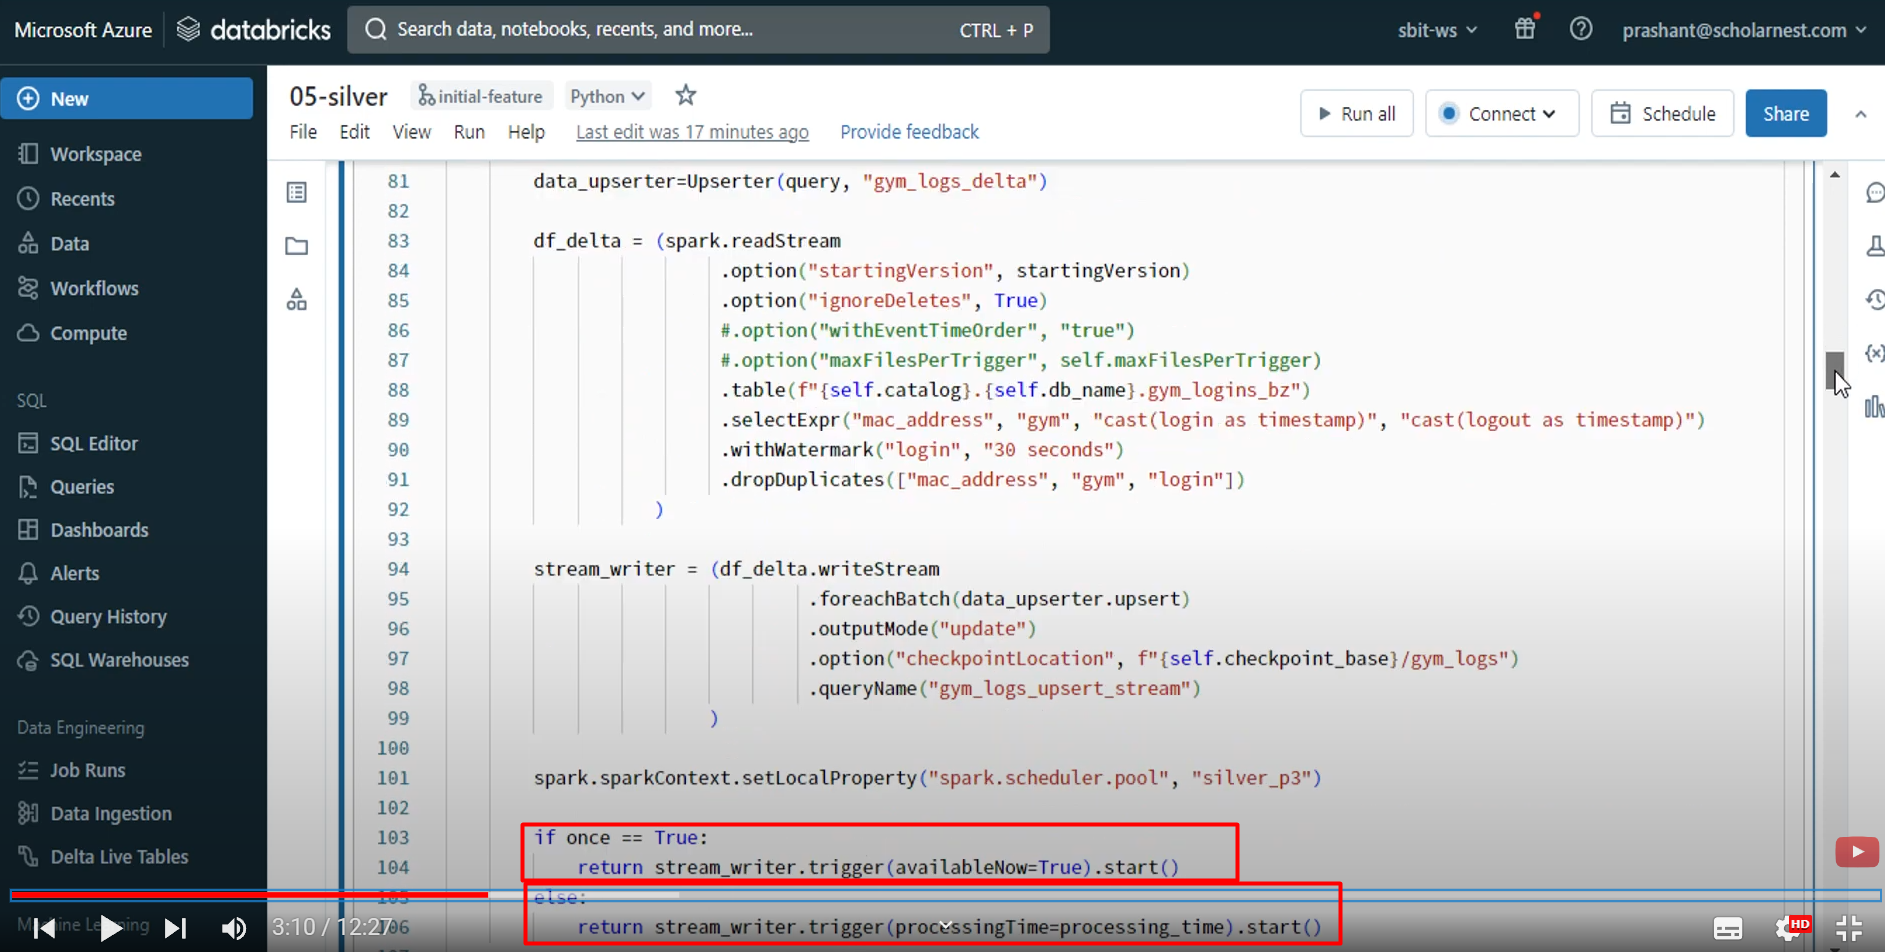 Microsoft Azure databricks Search data, notebooks, recents, and more... CTRL + P sbit-ws prashant@scholarnest.com
New
Workspace
Recents
Data
Workflows
Compute
SQL
SQL Editor
Queries
Dashboards
Alerts
Query History
SQL Warehouses
Data Engineering
Job Runs
Data Ingestion
Delta Live Tables
Machine Learning
05-silver initial-feature Python
File Edit View Run Help Last edit was 17 minutes ago Provide feedback
Run all Connect Schedule Share
81 data_upserter=Upserter(query, "gym_logs_delta")
82
83 df_delta = (spark.readStream
84 .option("startingVersion", startingVersion)
85 .option("ignoreDeletes", True)
86 #.option("withEventTimeOrder", "true")
87 #.option("maxFilesPerTrigger", self.maxFilesPerTrigger)
88 .table(f"{self.catalog}.{self.db_name}.gym_logins_bz")
89 .selectExpr("mac_address", "gym", "cast(login as timestamp)", "cast(logout as timestamp)")
90 .withWatermark("login", "30 seconds")
91 .dropDuplicates(["mac_address", "gym", "login"])
92 )
93
94 stream_writer = (df_delta.writeStream
95 .foreachBatch(data_upserter.upsert)
96 .outputMode("update")
97 .option("checkpointLocation", f"{self.checkpoint_base}/gym_logs")
98 .queryName("gym_logs_upsert_stream")
99 )
100
101 spark.sparkContext.setLocalProperty("spark.scheduler.pool", "silver_p3")
102
103 if once == True:
104 return stream_writer.trigger(availableNow=True).start()
105 else:
106 return stream_writer.trigger(processingTime=processing_time).start()
3:10 / 12:27
HD